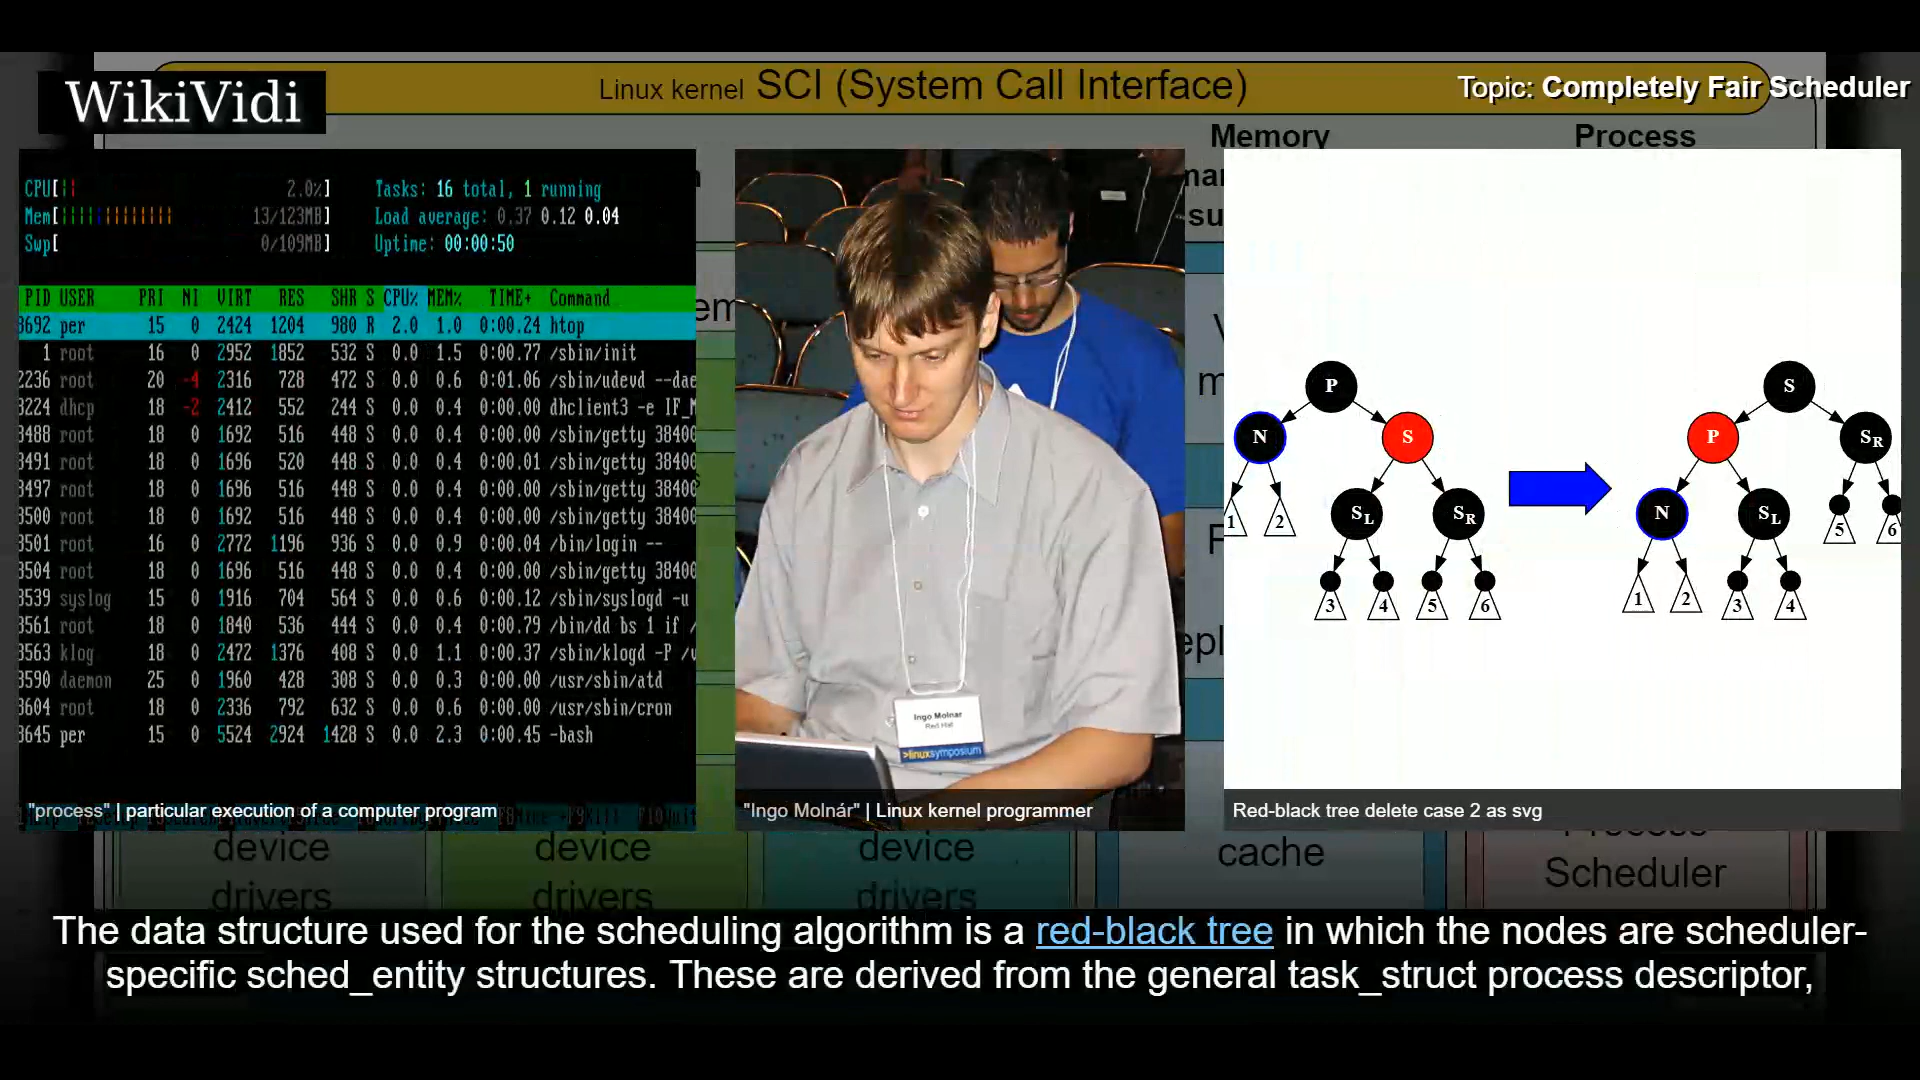 Linux kernel SCI (System Call Interface)
WikiVidi
Topic: Completely Fair Scheduler
Memory
Process
CPU[|| 2.0%] Tasks: 16 total, 1 running
Mem[||||||||||||||| 13/123MB] Load average: 0.37 0.12 0.04
Swp[ 0/109MB] Uptime: 00:00:50
PID USER PRI NI VIRT RES SHR S CPU% MEM% TIME+ Command
3692 per 15 0 2424 1204 980 R 2.0 1.0 0:00.24 htop
1 root 16 0 2952 1852 532 S 0.0 1.5 0:00.77 /sbin/init
2236 root 20 -4 2316 728 472 S 0.0 0.6 0:01.06 /sbin/udevd --dae
3224 dhcp 18 -2 2412 552 244 S 0.0 0.4 0:00.00 dhclient3 -e IF_M
3488 root 18 0 1692 516 448 S 0.0 0.4 0:00.00 /sbin/getty 38400
3491 root 18 0 1696 520 448 S 0.0 0.4 0:00.01 /sbin/getty 38400
3497 root 18 0 1696 516 448 S 0.0 0.4 0:00.00 /sbin/getty 38400
3500 root 18 0 1692 516 448 S 0.0 0.4 0:00.00 /sbin/getty 38400
3501 root 16 0 2772 1196 936 S 0.0 0.9 0:00.04 /bin/login --
3504 root 18 0 1696 516 448 S 0.0 0.4 0:00.00 /sbin/getty 38400
3539 syslog 15 0 1916 704 564 S 0.0 0.6 0:00.12 /sbin/syslogd -u
3561 root 18 0 1840 536 444 S 0.0 0.4 0:00.79 /bin/dd bs 1 if /
3563 klog 18 0 2472 1376 408 S 0.0 1.1 0:00.37 /sbin/klogd -P /v
3590 daemon 25 0 1960 428 308 S 0.0 0.3 0:00.00 /usr/sbin/atd
3604 root 18 0 2336 792 632 S 0.0 0.6 0:00.00 /usr/sbin/cron
3645 per 15 0 5524 2924 1428 S 0.0 2.3 0:00.45 -bash
"process" | particular execution of a computer program
Ingo Molnar
Red Hat
>linuxsymposium
"Ingo Molnár" | Linux kernel programmer
P
N S
1 2 SL SR
3 4 5 6
S
P SR
N SL 5 6
1 2 3 4
Red-black tree delete case 2 as svg
device
drivers
device
drivers
device
drivers
cache
Process
Scheduler
The data structure used for the scheduling algorithm is a red-black tree in which the nodes are scheduler-
specific sched_entity structures. These are derived from the general task_struct process descriptor,